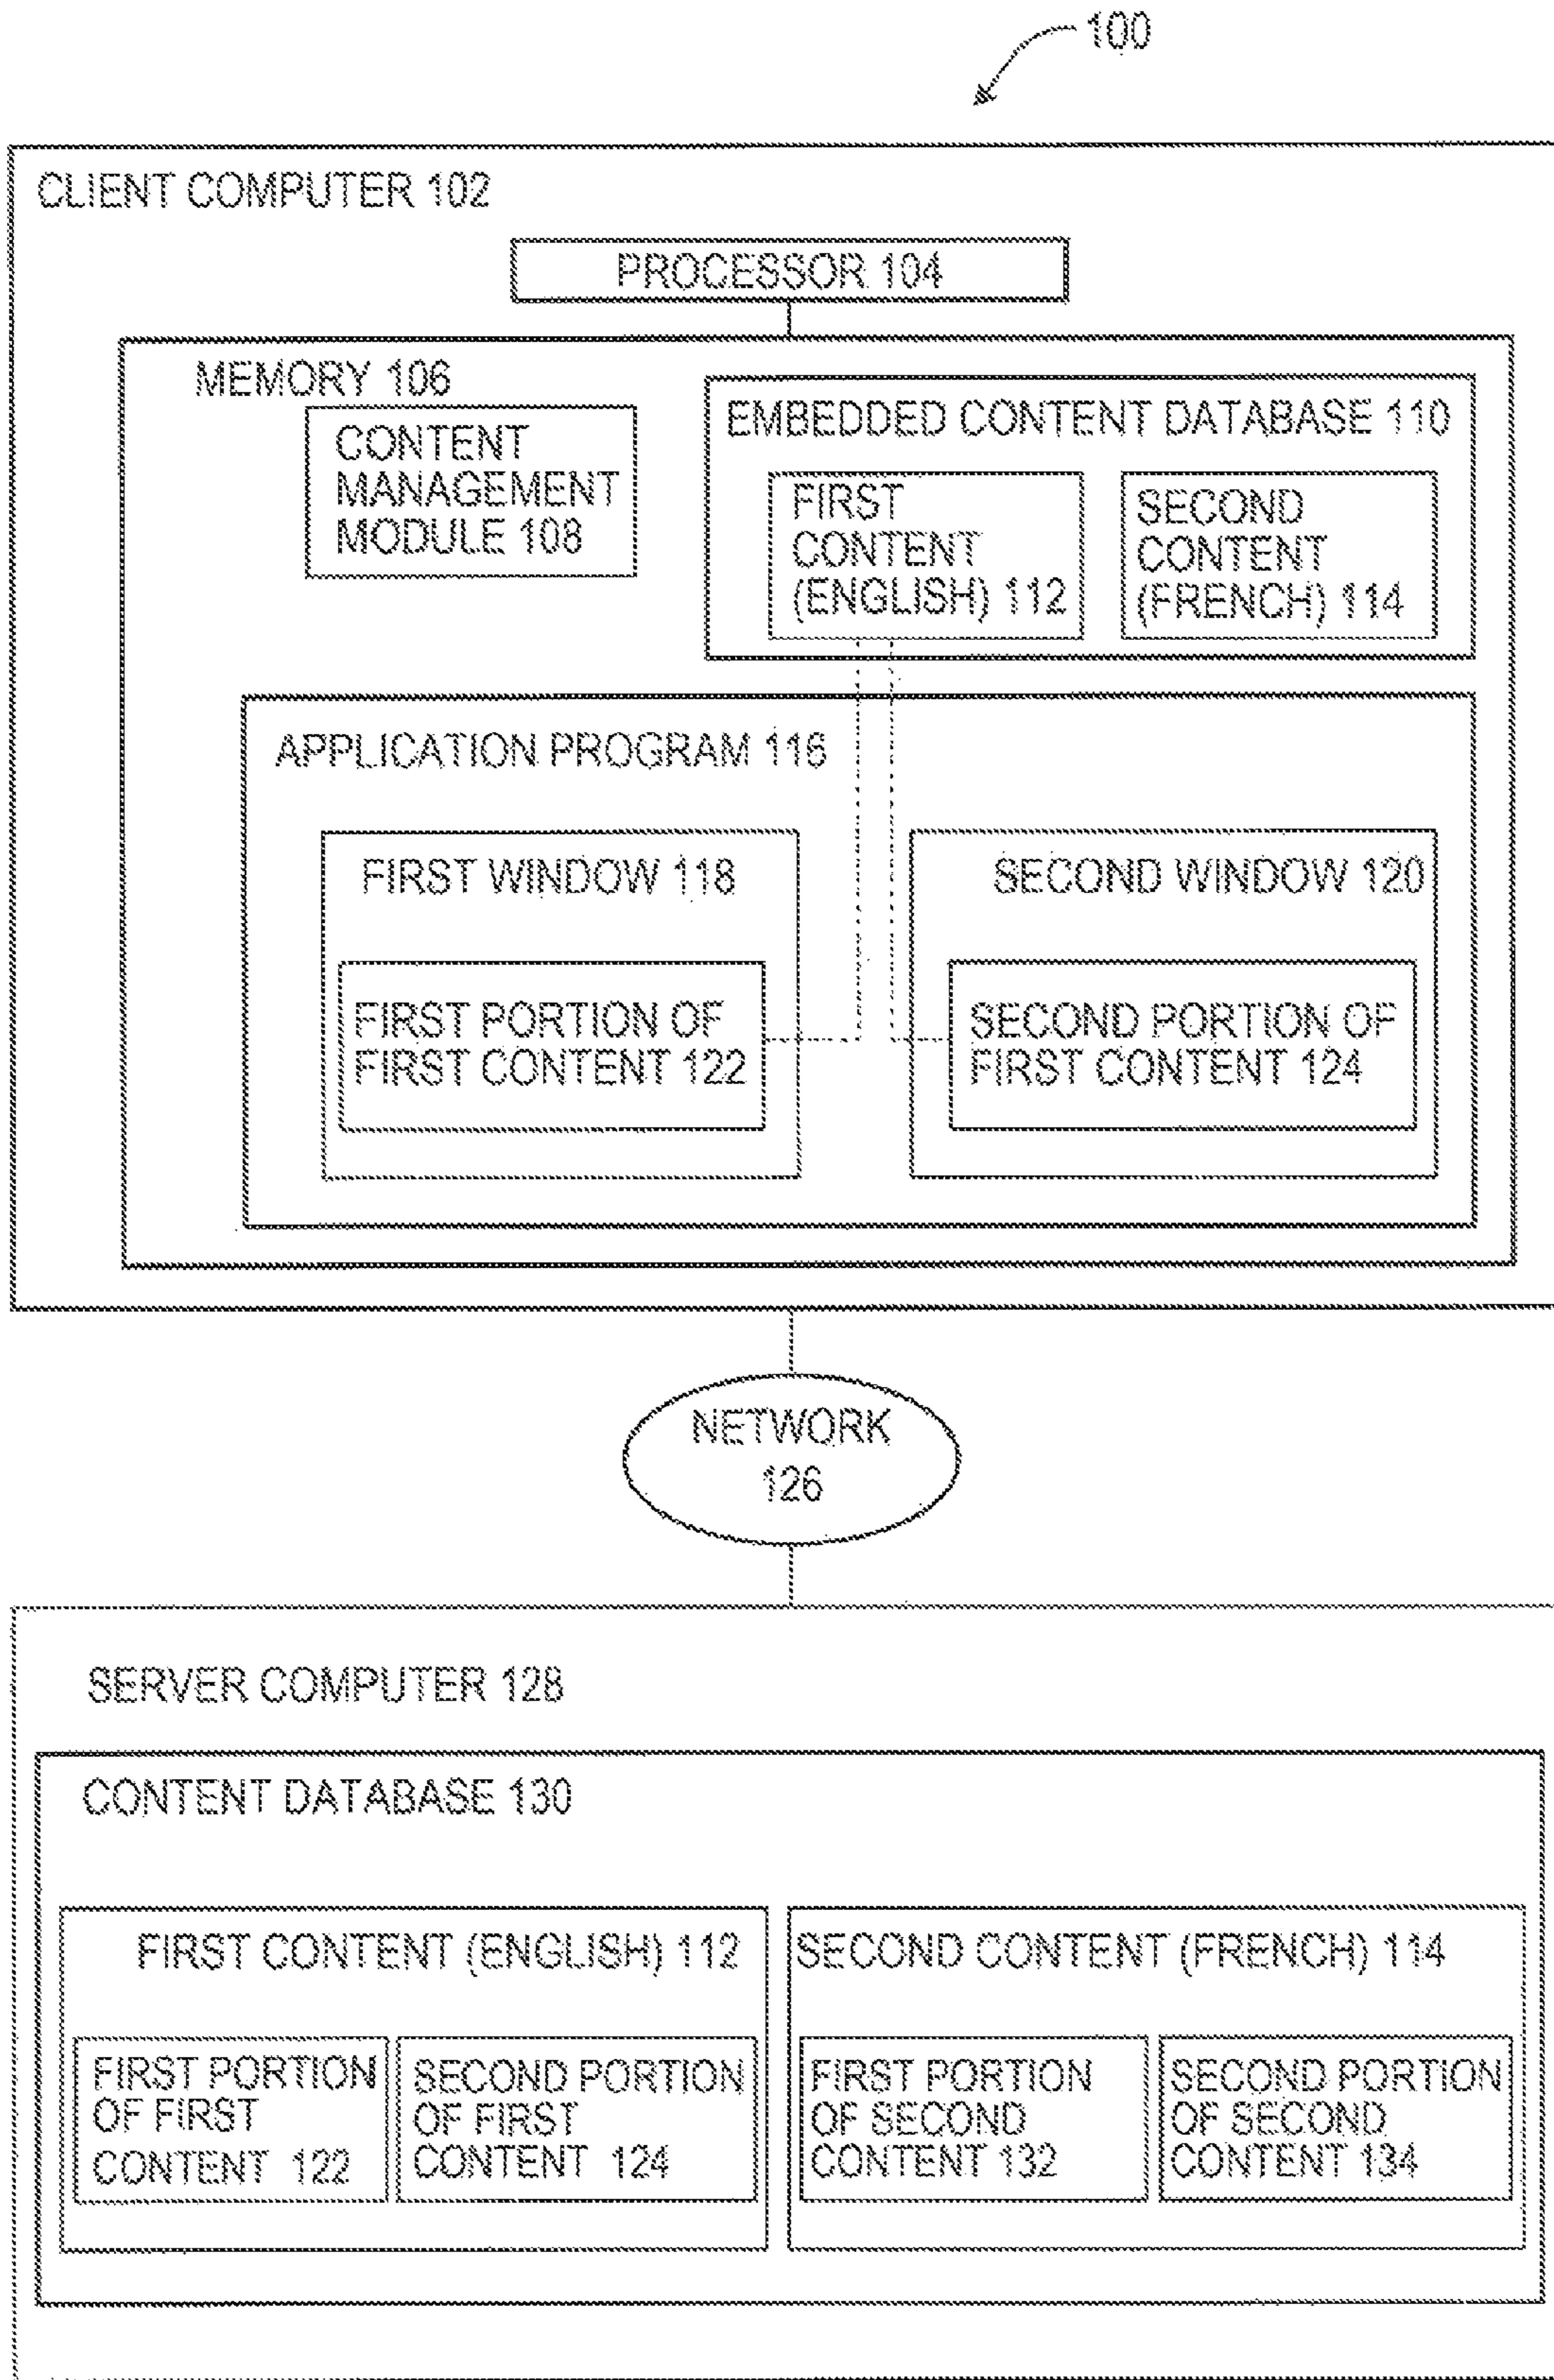 100
CLIENT COMPUTER 102
PROCESSOR 104
MEMORY 106
CONTENT
MANAGEMENT
MODULE 108
EMBEDDED CONTENT DATABASE 110
FIRST
CONTENT
(ENGLISH) 112
SECOND
CONTENT
(FRENCH) 114
APPLICATION PROGRAM 116
FIRST WINDOW 118
FIRST PORTION OF
FIRST CONTENT 122
SECOND WINDOW 120
SECOND PORTION OF
FIRST CONTENT 124
NETWORK
126
SERVER COMPUTER 128
CONTENT DATABASE 130
FIRST CONTENT (ENGLISH) 112
FIRST PORTION
OF FIRST
CONTENT 122
SECOND PORTION
OF FIRST
CONTENT 124
SECOND CONTENT (FRENCH) 114
FIRST PORTION
OF SECOND
CONTENT 132
SECOND PORTION
OF SECOND
CONTENT 134